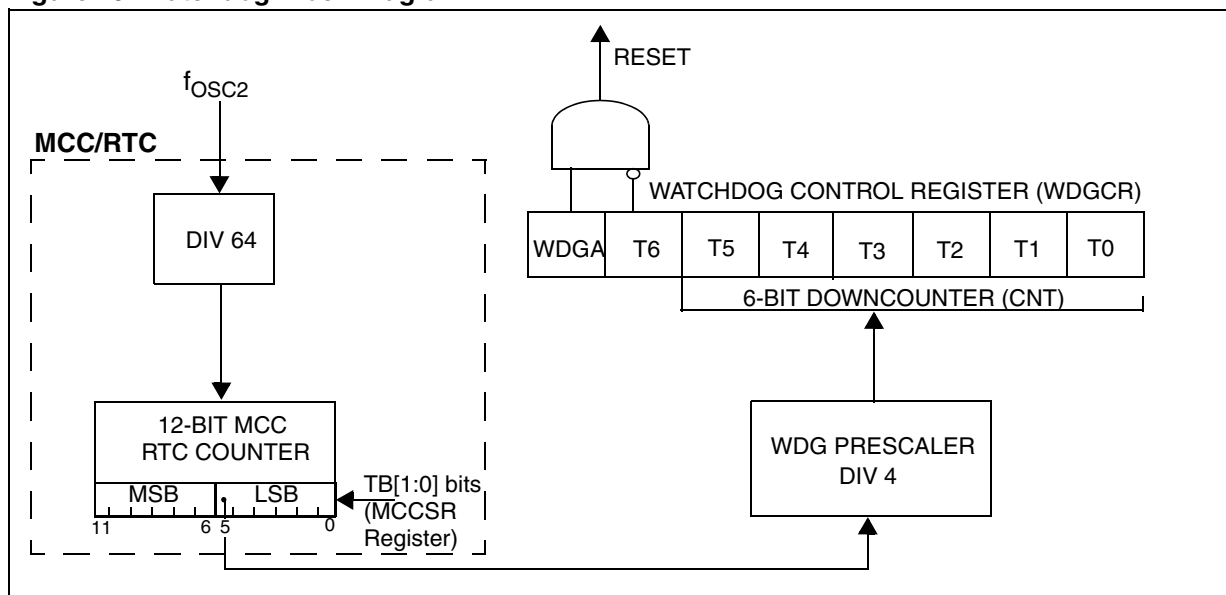 RESET
fOSC2
MCC/RTC
DIV 64
WATCHDOG CONTROL REGISTER (WDGCR)
WDGA T6 T5 T4 T3 T2 T1 T0
6-BIT DOWNCOUNTER (CNT)
12-BIT MCC
RTC COUNTER
WDG PRESCALER
DIV 4
MSB LSB
11 6 5 0
TB[1:0] bits
(MCCSR
Register)